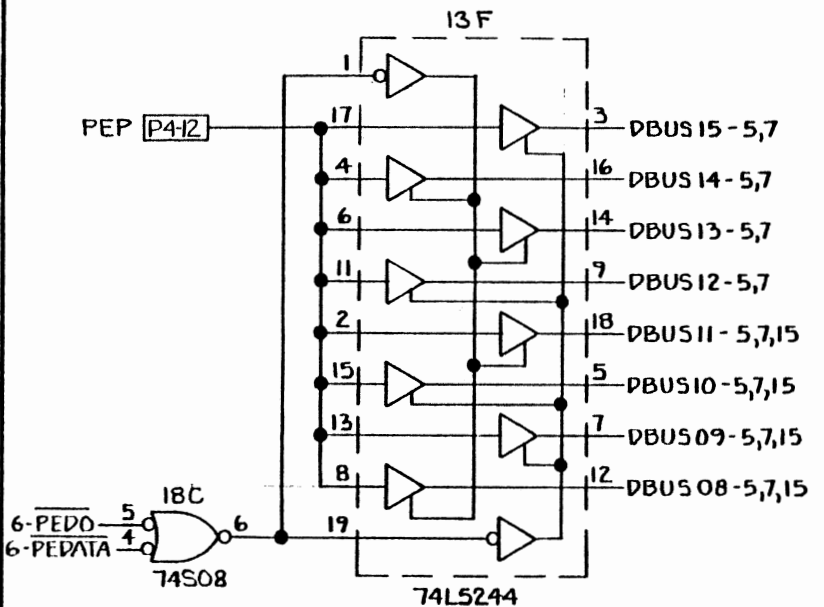 13F
1
PEP P4-12 17 3 DBUS15-5,7
4 16 DBUS14-5,7
6 14 DBUS13-5,7
11 9 DBUS12-5,7
2 18 DBUS11-5,7,15
15 5 DBUS10-5,7,15
13 7 DBUS09-5,7,15
8 12 DBUS08-5,7,15
18C
6-PEDO 5 6 19
6-PEDATA 4
74S08
74LS244